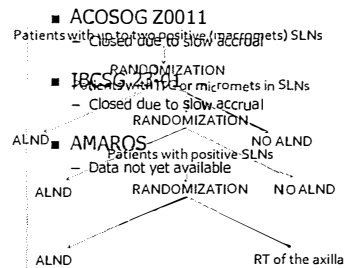 ACOSOG Z0011
Patients with up to two positive (macromets) SLNs
– Closed due to slow accrual
RANDOMIZATION
IBCSG 23-01
Patients with ITC or micromets in SLNs
– Closed due to slow accrual
RANDOMIZATION
ALND
NO ALND
AMAROS
Patients with positive SLNs
– Data not yet available
ALND
RANDOMIZATION
NO ALND
ALND
RT of the axilla